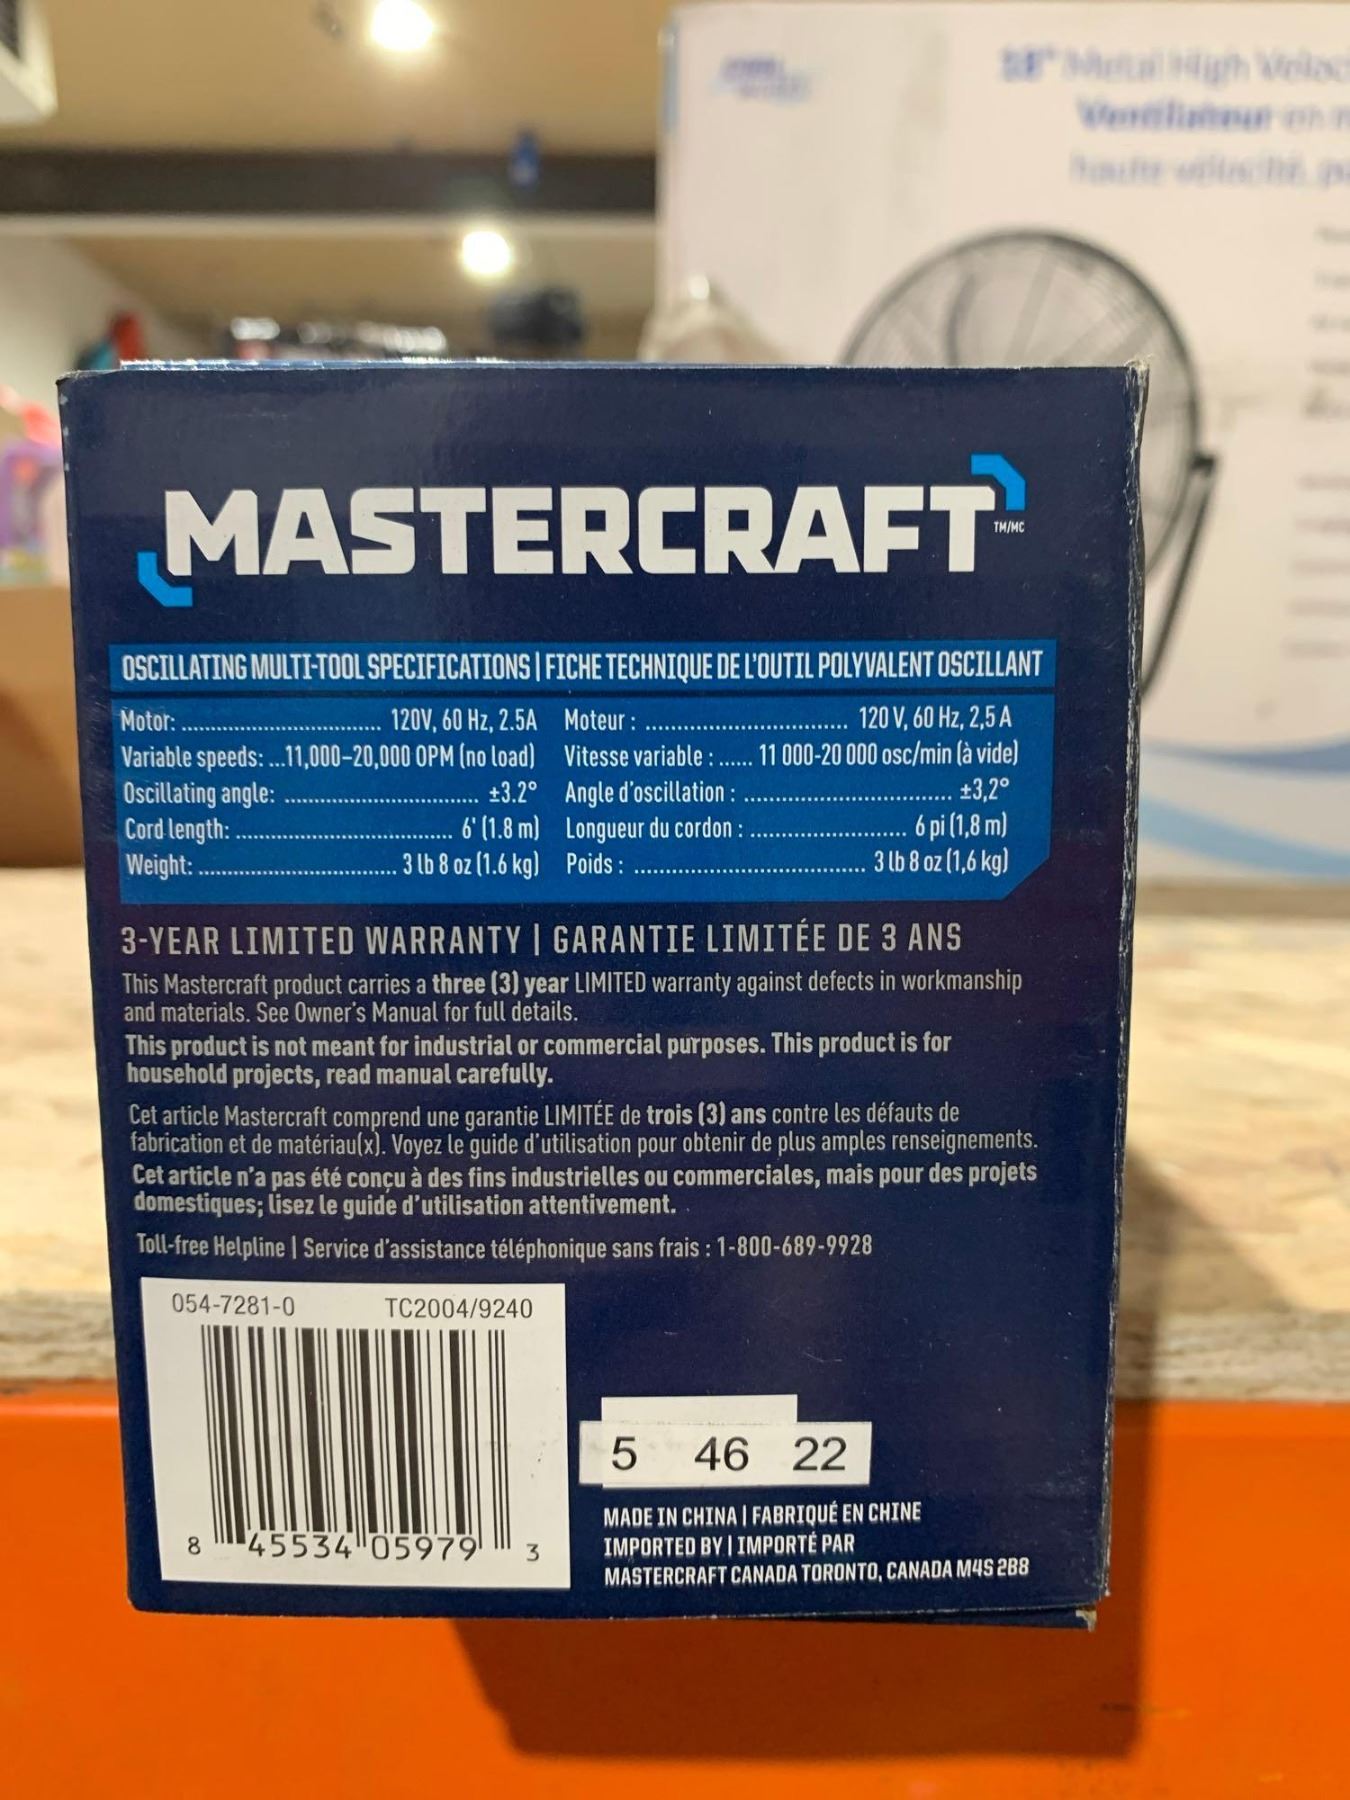 18" Metal High Veloc
Ventilateur en m
haute vélocité, pa
MASTERCRAFT
TM/MC
OSCILLATING MULTI-TOOL SPECIFICATIONS | FICHE TECHNIQUE DE L'OUTIL POLYVALENT OSCILLANT
Motor: .................................... 120V, 60 Hz, 2.5A
Variable speeds: ...11,000–20,000 OPM (no load)
Oscillating angle: ................................... ±3.2°
Cord length: ....................................... 6' (1.8 m)
Weight: ................................... 3 lb 8 oz (1.6 kg)
Moteur : .................................... 120 V, 60 Hz, 2,5 A
Vitesse variable : ...... 11 000-20 000 osc/min (à vide)
Angle d'oscillation : ..................................... ±3,2°
Longueur du cordon : ............................ 6 pi (1,8 m)
Poids : ......................................... 3 lb 8 oz (1,6 kg)
3-YEAR LIMITED WARRANTY | GARANTIE LIMITÉE DE 3 ANS
This Mastercraft product carries a three (3) year LIMITED warranty against defects in workmanship
and materials. See Owner's Manual for full details.
This product is not meant for industrial or commercial purposes. This product is for
household projects, read manual carefully.
Cet article Mastercraft comprend une garantie LIMITÉE de trois (3) ans contre les défauts de
fabrication et de matériau(x). Voyez le guide d'utilisation pour obtenir de plus amples renseignements.
Cet article n'a pas été conçu à des fins industrielles ou commerciales, mais pour des projets
domestiques; lisez le guide d'utilisation attentivement.
Toll-free Helpline | Service d'assistance téléphonique sans frais : 1-800-689-9928
054-7281-0 TC2004/9240
8 45534 05979 3
5 46 22
MADE IN CHINA | FABRIQUÉ EN CHINE
IMPORTED BY | IMPORTÉ PAR
MASTERCRAFT CANADA TORONTO, CANADA M4S 2B8